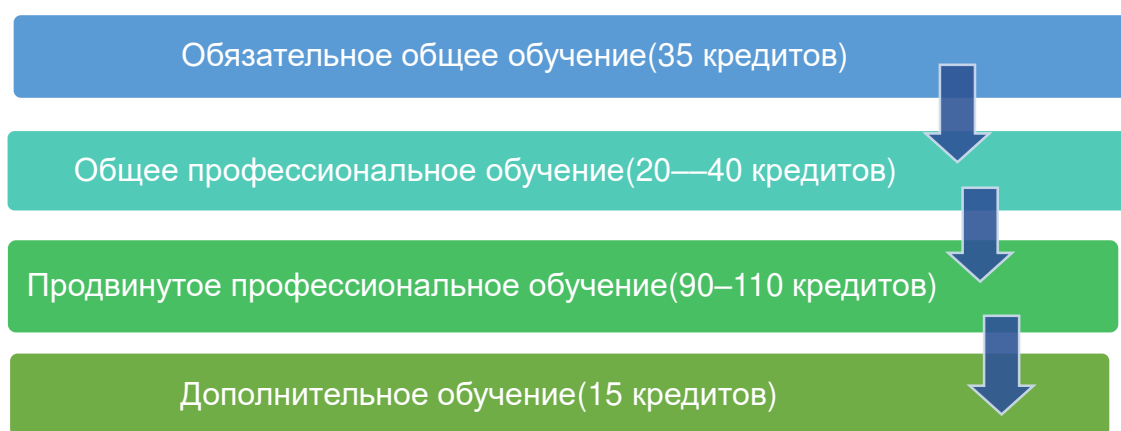 Обязательное общее обучение(35 кредитов)
Общее профессиональное обучение(20––40 кредитов)
Продвинутое профессиональное обучение(90–110 кредитов)
Дополнительное обучение(15 кредитов)